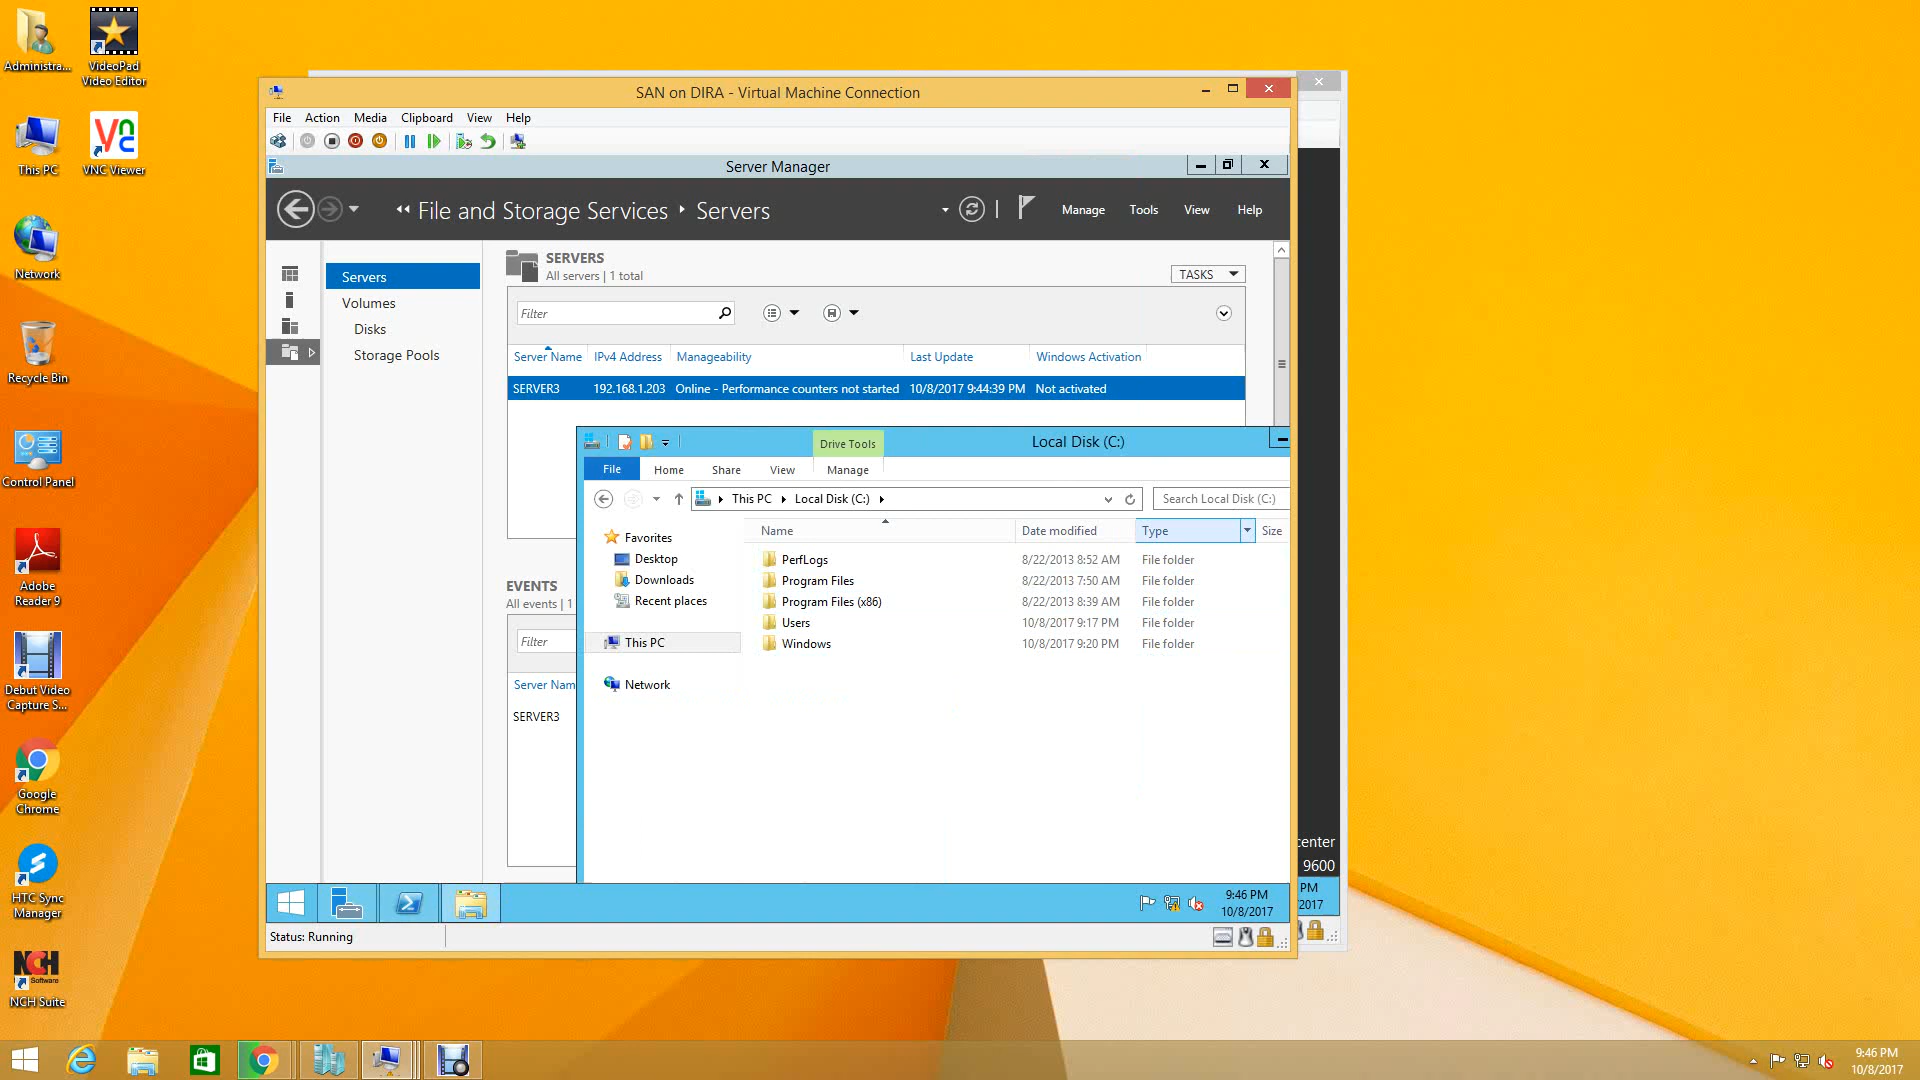 Administra...
VideoPad
Video Editor
This PC
VNC Viewer
Network
Recycle Bin
Control Panel
Adobe
Reader 9
Debut Video
Capture S...
Google
Chrome
HTC Sync
Manager
NCH
Software
NCH Suite
SAN on DIRA - Virtual Machine Connection
File Action Media Clipboard View Help
Server Manager
File and Storage Services Servers
Manage Tools View Help
Servers
Volumes
Disks
Storage Pools
SERVERS
All servers | 1 total
TASKS
Filter
Server Name IPv4 Address Manageability Last Update Windows Activation
SERVER3 192.168.1.203 Online - Performance counters not started 10/8/2017 9:44:39 PM Not activated
EVENTS
All events | 1
Filter
Server Nam
SERVER3
Drive Tools
Local Disk (C:)
File Home Share View Manage
This PC Local Disk (C:)
Search Local Disk (C:)
Favorites
Desktop
Downloads
Recent places
This PC
Network
Name Date modified Type Size
PerfLogs 8/22/2013 8:52 AM File folder
Program Files 8/22/2013 7:50 AM File folder
Program Files (x86) 8/22/2013 8:39 AM File folder
Users 10/8/2017 9:17 PM File folder
Windows 10/8/2017 9:20 PM File folder
9:46 PM
10/8/2017
Status: Running
center
9600
PM
2017
9:46 PM
10/8/2017